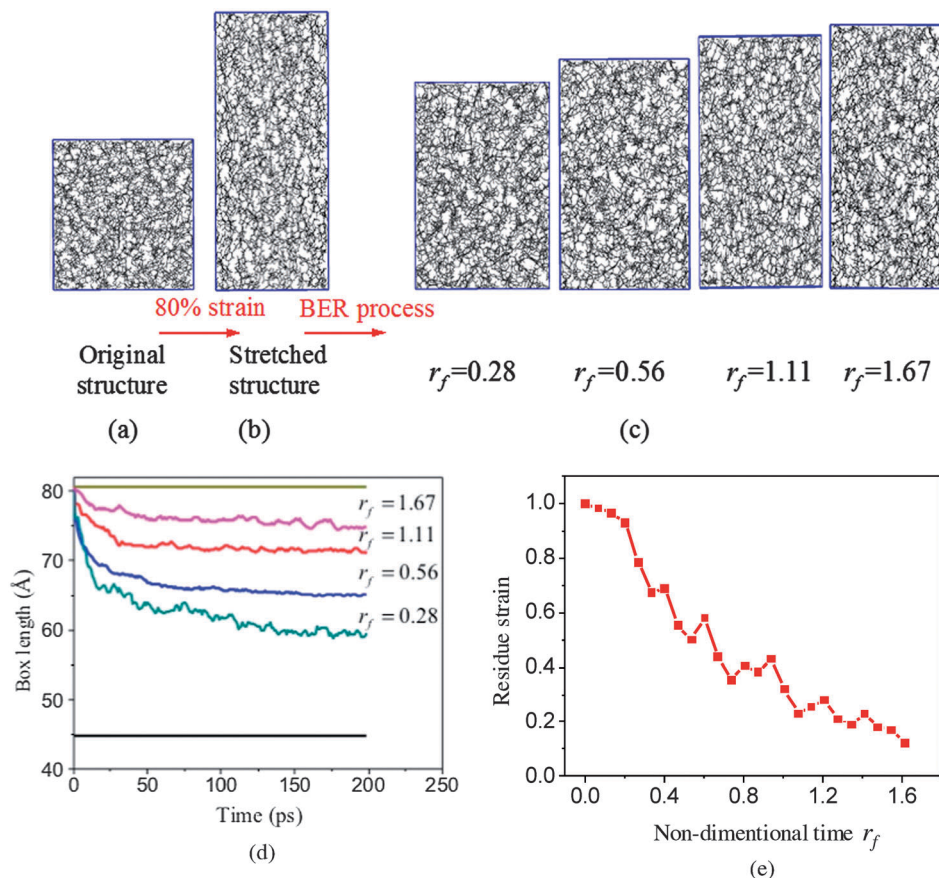 80% strain
BER process
Original
structure
Stretched
structure
r_f=0.28
r_f=0.56
r_f=1.11
r_f=1.67
(a)
(b)
(c)
80
70
60
50
40
Box length (Å)
r_f = 1.67
r_f = 1.11
r_f = 0.56
r_f = 0.28
0 50 100 150 200 250
Time (ps)
(d)
1.0
0.8
0.6
0.4
0.2
0.0
Residue strain
0.0 0.4 0.8 1.2 1.6
Non-dimentional time r_f
(e)